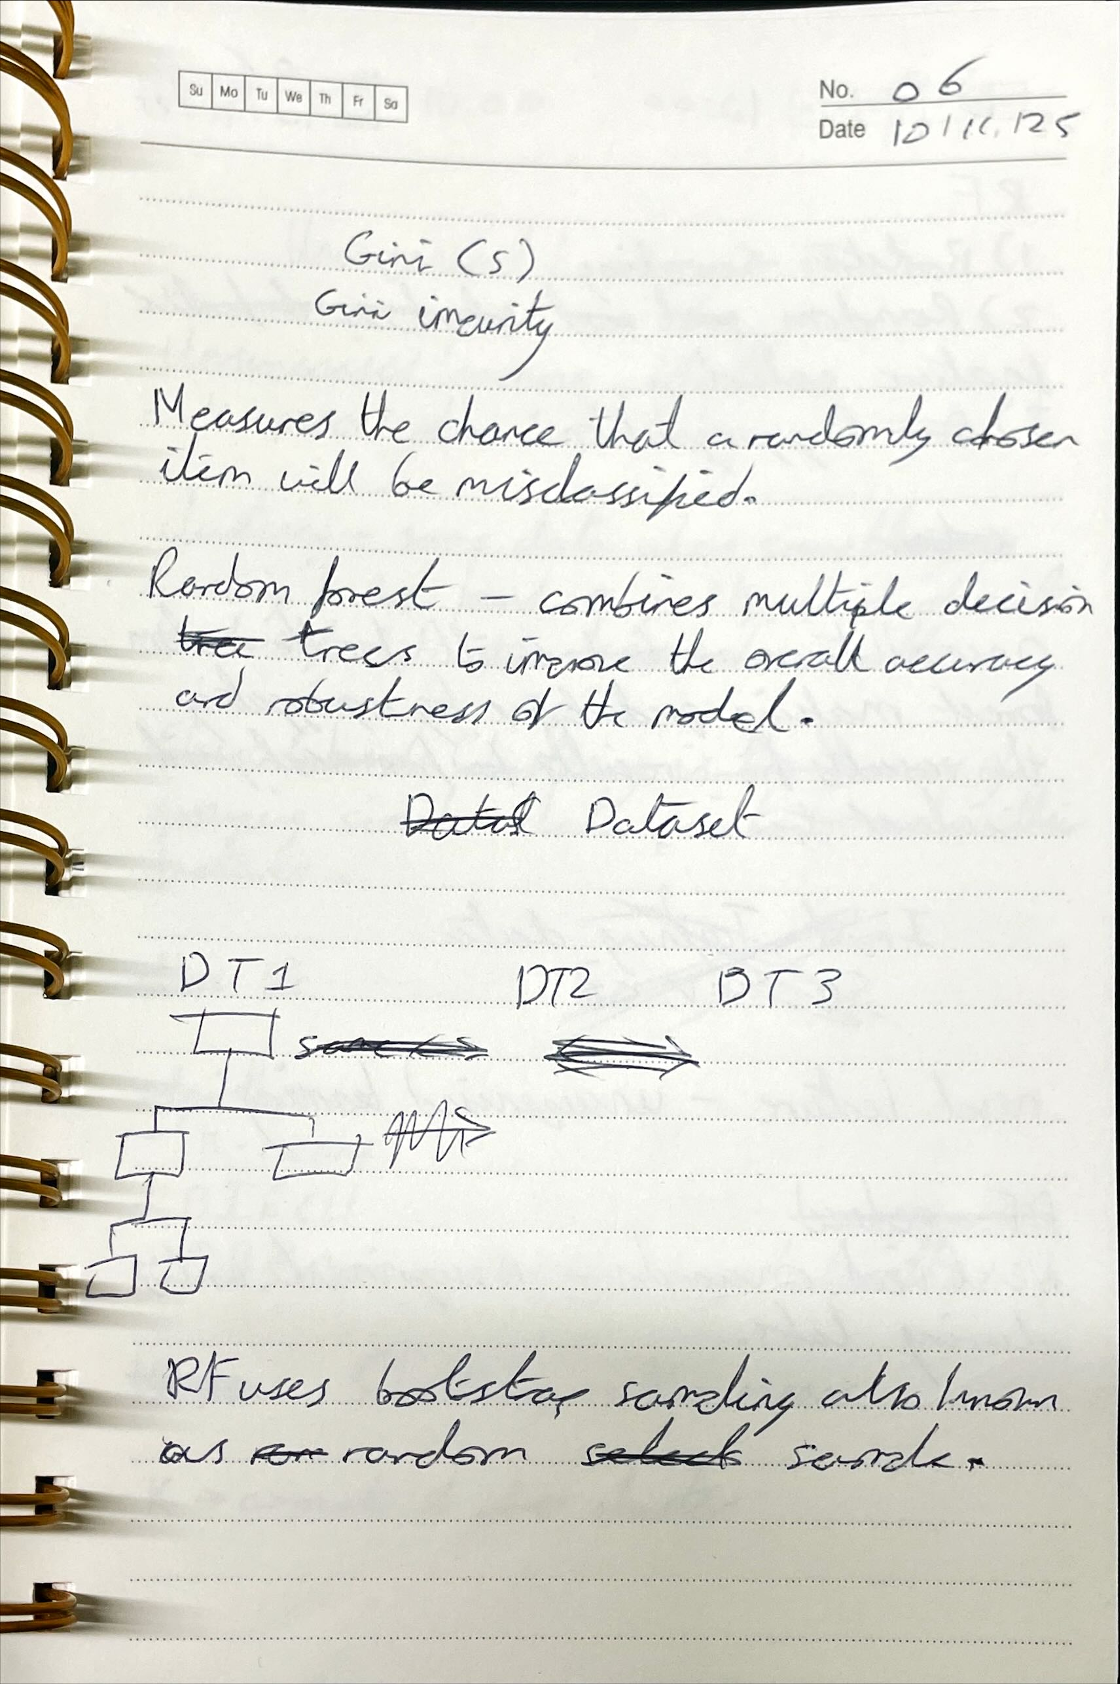 Su Mo Tu We Th Fr Sa
No. 06
Date 10/11/25
Gini (S)
Gini impurity
Measures the chance that a randomly chosen
item will be misclassified.
Random forest – combines multiple decision
tree trees to improve the overall accuracy
and robustness of the model.
Dataset
DT1 DT2 DT3
RF uses bootstrap sampling also known
as random select sample.